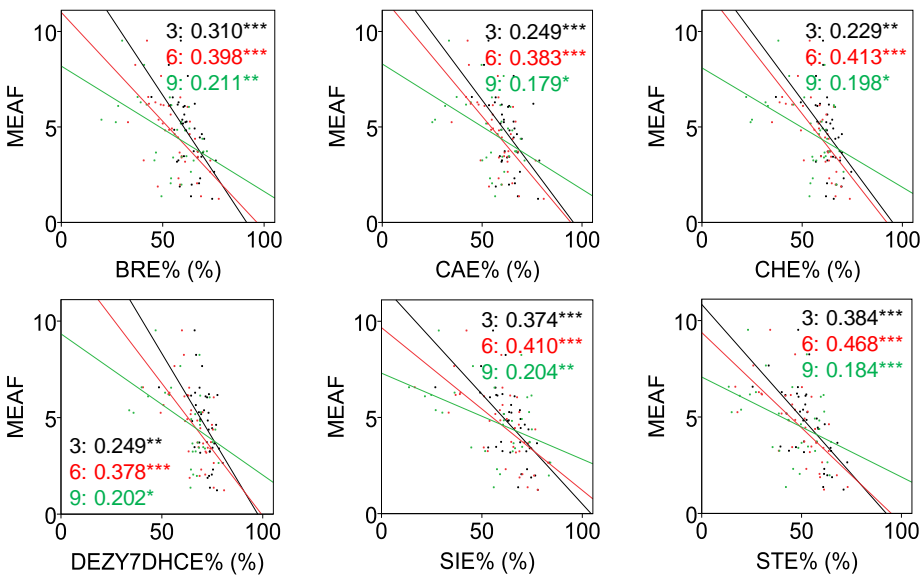 10
5
0
MEAF
3: 0.310***
6: 0.398***
9: 0.211**
0 50 100
BRE% (%)
10
5
0
MEAF
3: 0.249***
6: 0.383***
9: 0.179*
0 50 100
CAE% (%)
10
5
0
MEAF
3: 0.229**
6: 0.413***
9: 0.198*
0 50 100
CHE% (%)
10
5
0
MEAF
3: 0.249**
6: 0.378***
9: 0.202*
0 50 100
DEZY7DHCE% (%)
10
5
0
MEAF
3: 0.374***
6: 0.410***
9: 0.204**
0 50 100
SIE% (%)
10
5
0
MEAF
3: 0.384***
6: 0.468***
9: 0.184***
0 50 100
STE% (%)